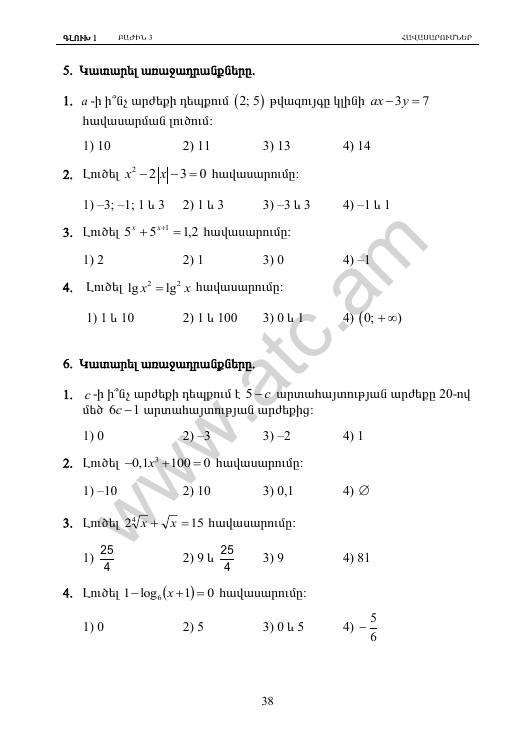 ԳԼՈՒԽ 1 ԲԱԺԻՆ 3 ՀԱՎԱՍԱՐՈՒՄՆԵՐ
5. Կատարել առաջադրանքները.
1. a -ի ի՞նչ արժեքի դեպքում (2; 5) թվազույգը կլինի ax − 3y = 7
հավասարման լուծում:
1) 10 2) 11 3) 13 4) 14
2. Լուծել x² − 2|x| − 3 = 0 հավասարումը:
1) –3; –1; 1 և 3 2) 1 և 3 3) –3 և 3 4) –1 և 1
3. Լուծել 5ˣ + 5ˣ⁺¹ = 1,2 հավասարումը:
1) 2 2) 1 3) 0 4) –1
4. Լուծել lg x² = lg² x հավասարումը:
1) 1 և 10 2) 1 և 100 3) 0 և 1 4) (0; +∞)
6. Կատարել առաջադրանքները.
1. c -ի ի՞նչ արժեքի դեպքում է 5 − c արտահայտության արժեքը 20-ով
մեծ 6c − 1 արտահայտության արժեքից:
1) 0 2) –3 3) –2 4) 1
2. Լուծել −0,1x³ + 100 = 0 հավասարումը:
1) –10 2) 10 3) 0,1 4) ∅
3. Լուծել 2∜x + √x = 15 հավասարումը:
1) 25/4 2) 9 և 25/4 3) 9 4) 81
4. Լուծել 1 − log₆(x + 1) = 0 հավասարումը:
1) 0 2) 5 3) 0 և 5 4) −5/6
38
www.atc.am